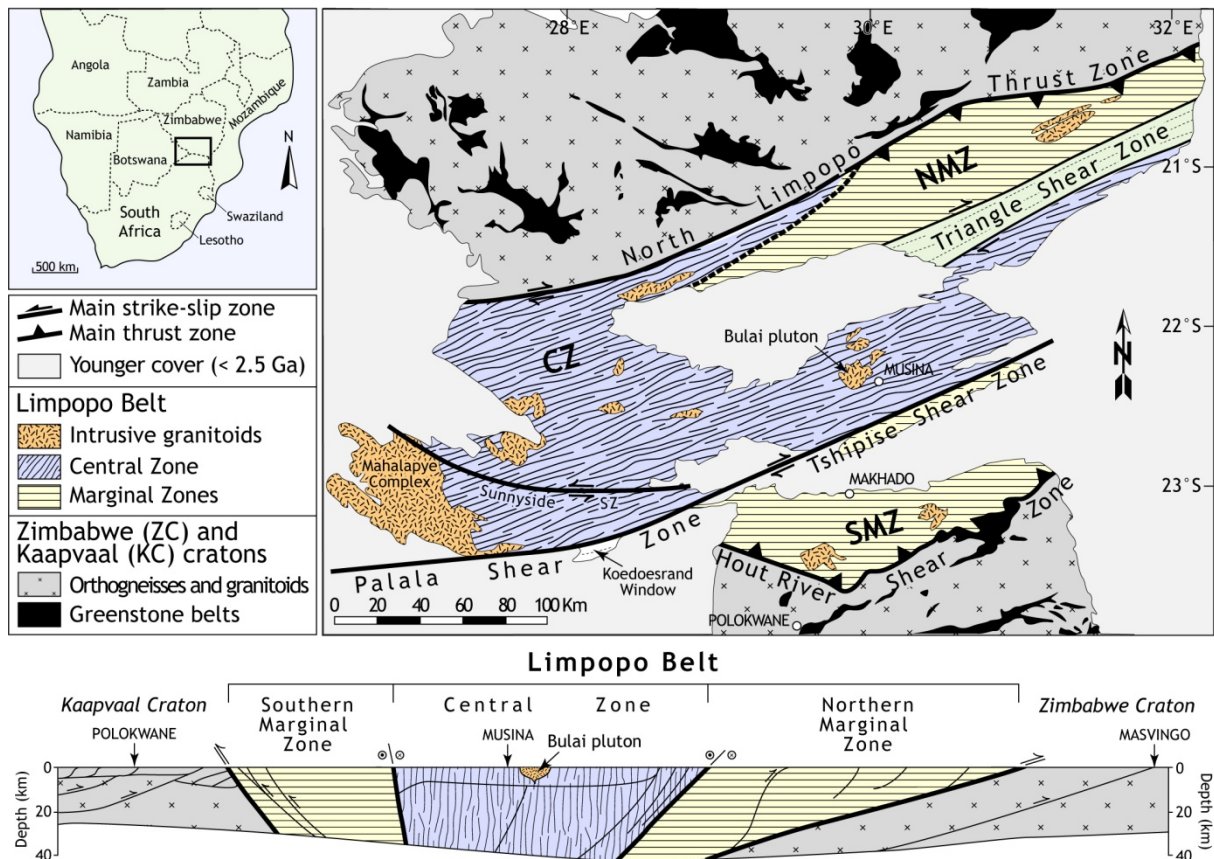 Angola
Zambia
Zimbabwe
Mozambique
Namibia
Botswana
South
Africa
Swaziland
Lesotho
N
500 km
Main strike-slip zone
Main thrust zone
Younger cover (< 2.5 Ga)
Limpopo Belt
Intrusive granitoids
Central Zone
Marginal Zones
Zimbabwe (ZC) and
Kaapvaal (KC) cratons
Orthogneisses and granitoids
Greenstone belts
28°E
30°E
32°E
21°S
22°S
23°S
North Limpopo Thrust Zone
NMZ
Triangle Shear Zone
CZ
Bulai pluton
MUSINA
N
Tshipise Shear Zone
Mahalapye
Complex
Sunnyside SZ
MAKHADO
SMZ
Hout River Shear Zone
Palala Shear Zone
Koedoesrand
Window
0 20 40 60 80 100 Km
POLOKWANE
Limpopo Belt
Kaapvaal Craton
Southern
Marginal
Zone
Central Zone
Northern
Marginal
Zone
Zimbabwe Craton
POLOKWANE
MUSINA
Bulai pluton
MASVINGO
Depth (km)
0
20
40
Depth (km)
0
20
40